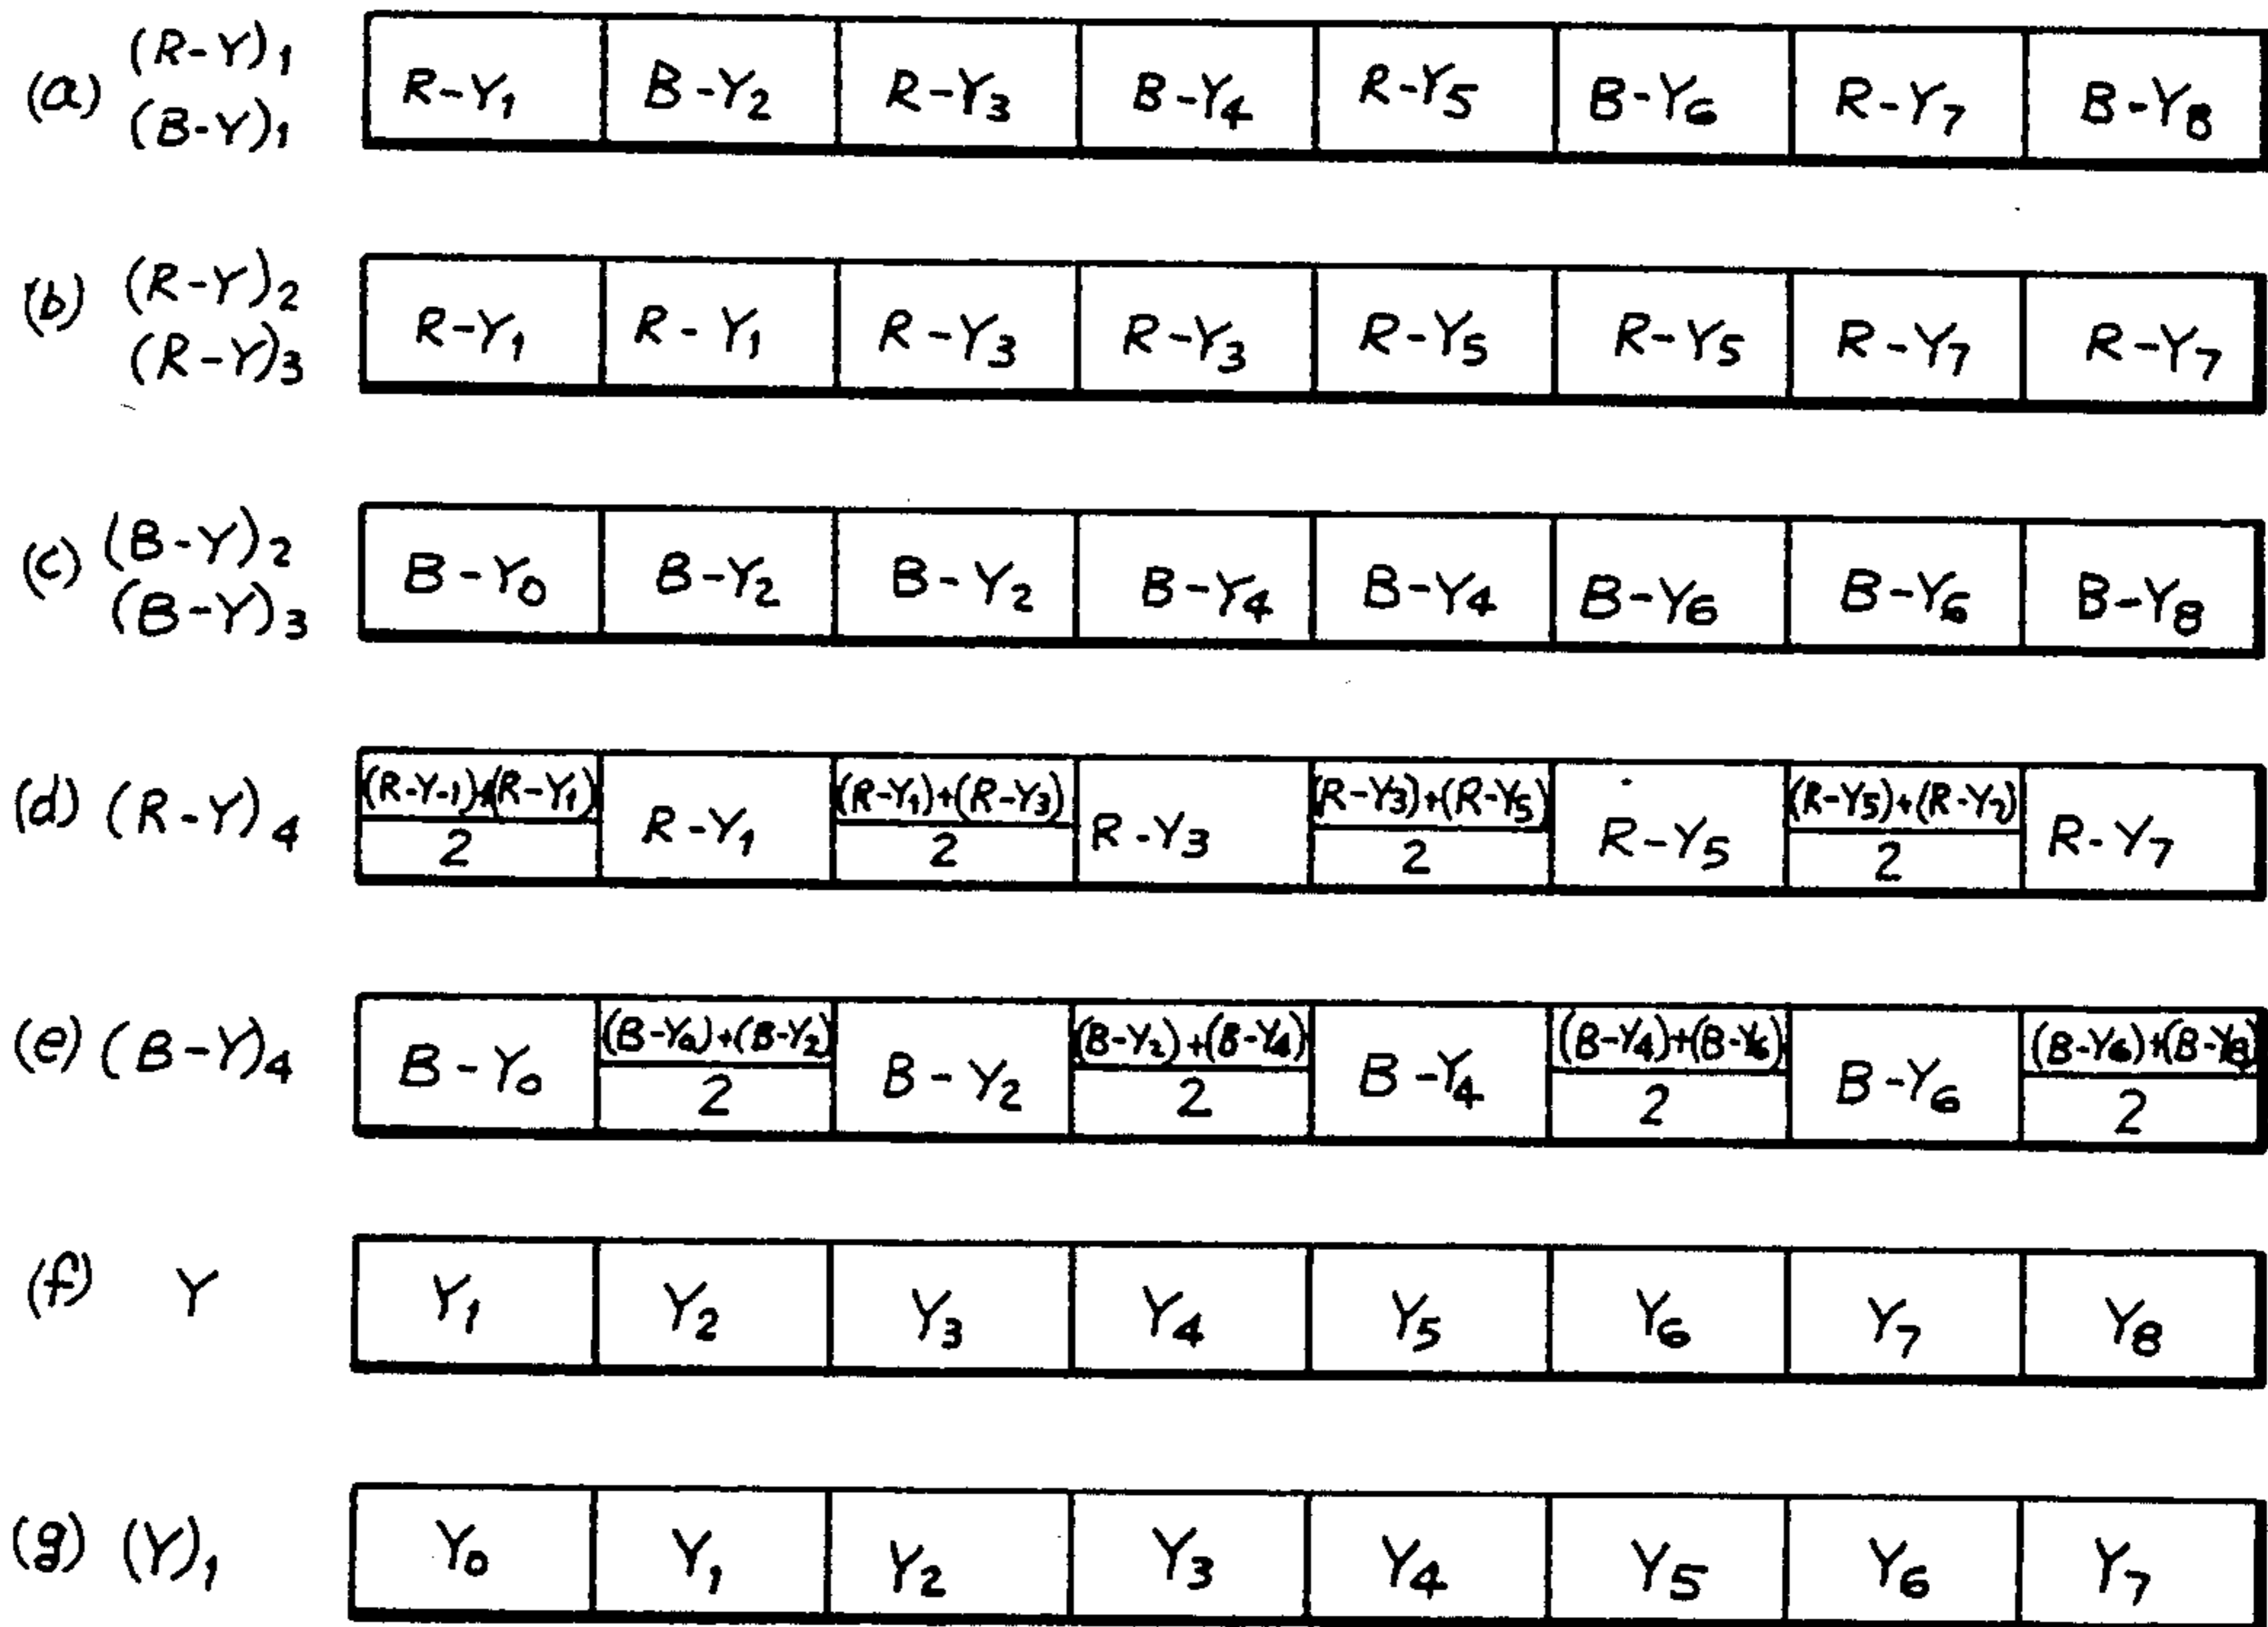 (a) (R-Y)₁ (B-Y)₁ R-Y₁ B-Y₂ R-Y₃ B-Y₄ R-Y₅ B-Y₆ R-Y₇ B-Y₈
(b) (R-Y)₂ (R-Y)₃ R-Y₁ R-Y₁ R-Y₃ R-Y₃ R-Y₅ R-Y₅ R-Y₇ R-Y₇
(c) (B-Y)₂ (B-Y)₃ B-Y₀ B-Y₂ B-Y₂ B-Y₄ B-Y₄ B-Y₆ B-Y₆ B-Y₈
(d) (R-Y)₄ (R-Y-1)+(R-Y₁)/2 R-Y₁ (R-Y₁)+(R-Y₃)/2 R-Y₃ (R-Y₃)+(R-Y₅)/2 R-Y₅ (R-Y₅)+(R-Y₇)/2 R-Y₇
(e) (B-Y)₄ B-Y₀ (B-Y₀)+(B-Y₂)/2 B-Y₂ (B-Y₂)+(B-Y₄)/2 B-Y₄ (B-Y₄)+(B-Y₆)/2 B-Y₆ (B-Y₆)+(B-Y₈)/2
(f) Y Y₁ Y₂ Y₃ Y₄ Y₅ Y₆ Y₇ Y₈
(g) (Y)₁ Y₀ Y₁ Y₂ Y₃ Y₄ Y₅ Y₆ Y₇